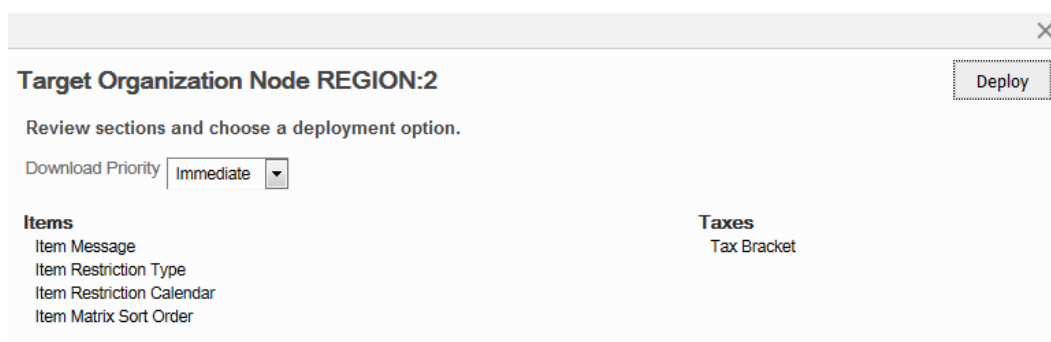 Target Organization Node REGION:2
Deploy
Review sections and choose a deployment option.
Download Priority Immediate
Items
Item Message
Item Restriction Type
Item Restriction Calendar
Item Matrix Sort Order
Taxes
Tax Bracket